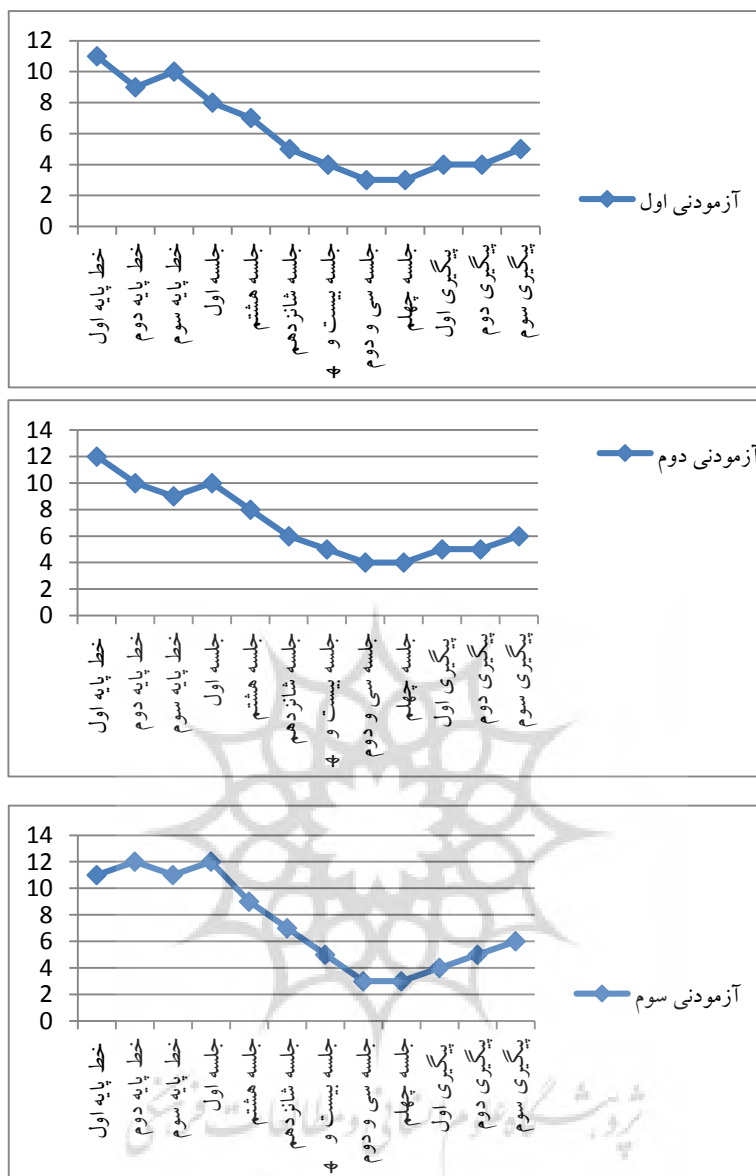 12
10
8
6
4
2
0
خط پایه اول
خط پایه دوم
خط پایه سوم
جلسه اول
جلسه هشتم
جلسه شانزدهم
جلسه بیست و
جلسه سی و دوم
جلسه چهلم
پیگیری اول
پیگیری دوم
پیگیری سوم
آزمودنی اول
14
12
10
8
6
4
2
0
خط پایه اول
خط پایه دوم
خط پایه سوم
جلسه اول
جلسه هشتم
جلسه شانزدهم
جلسه بیست و
جلسه سی و دوم
جلسه چهلم
پیگیری اول
پیگیری دوم
پیگیری سوم
آزمودنی دوم
14
12
10
8
6
4
2
0
خط پایه اول
خط پایه دوم
خط پایه سوم
جلسه اول
جلسه هشتم
جلسه شانزدهم
جلسه بیست و
جلسه سی و دوم
جلسه چهلم
پیگیری اول
پیگیری دوم
پیگیری سوم
آزمودنی سوم
پژوهشگاه علوم انسانی و مطالعات فرهنگی